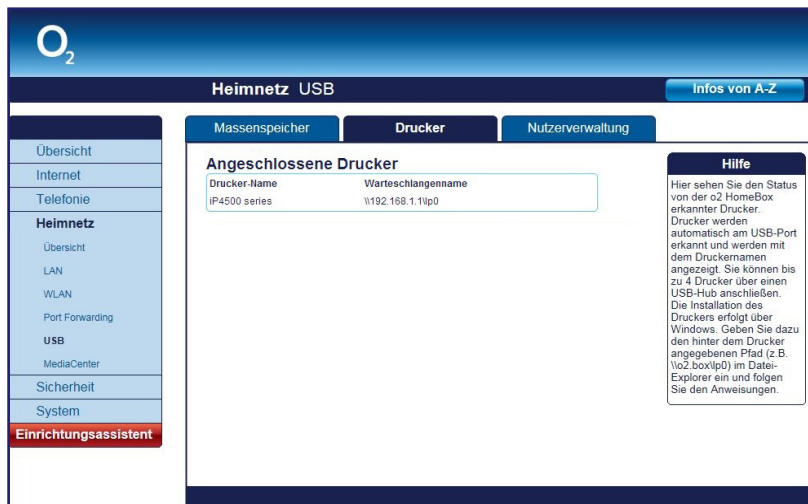 O2
Heimnetz USB
Infos von A-Z
Massenspeicher
Drucker
Nutzerverwaltung
Übersicht
Internet
Telefonie
Heimnetz
Übersicht
LAN
WLAN
Port Forwarding
USB
MediaCenter
Sicherheit
System
Einrichtungsassistent
Angeschlossene Drucker
Drucker-Name Warteschlangenname
iP4500 series \\192.168.1.1\lp0
Hilfe
Hier sehen Sie den Status
von der o2 HomeBox
erkannter Drucker.
Drucker werden
automatisch am USB-Port
erkannt und werden mit
dem Druckernamen
angezeigt. Sie können bis
zu 4 Drucker über einen
USB-Hub anschließen.
Die Installation des
Druckers erfolgt über
Windows. Geben Sie dazu
den hinter dem Drucker
angegebenen Pfad (z.B.
\\o2.box\lp0) im Datei-
Explorer ein und folgen
Sie den Anweisungen.